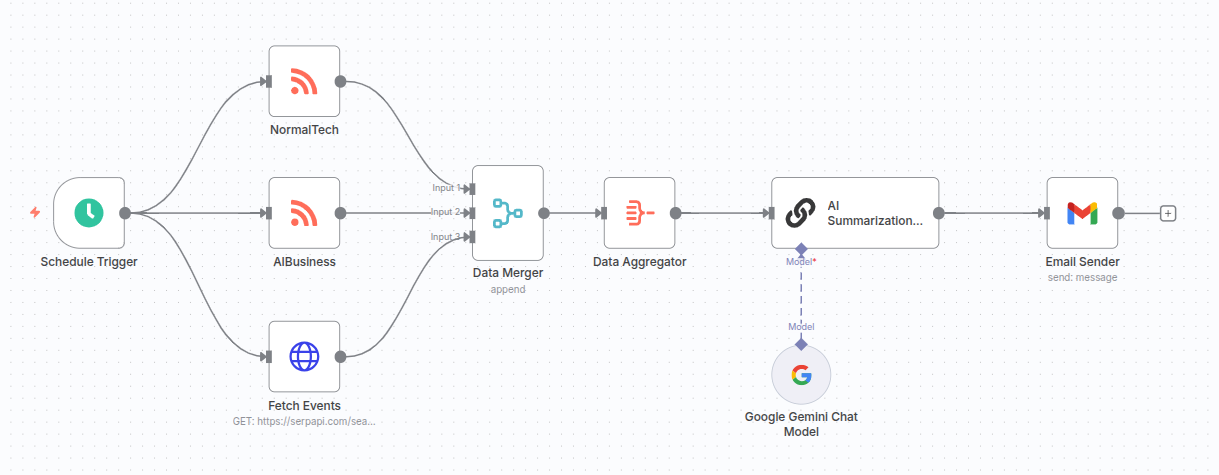 NormalTech
Schedule Trigger
AIBusiness
Input 1
Input 2
Input 3
Data Merger
append
Data Aggregator
AI
Summarization...
Model*
Model
Google Gemini Chat
Model
Email Sender
send: message
Fetch Events
GET: https://serpapi.com/sea...